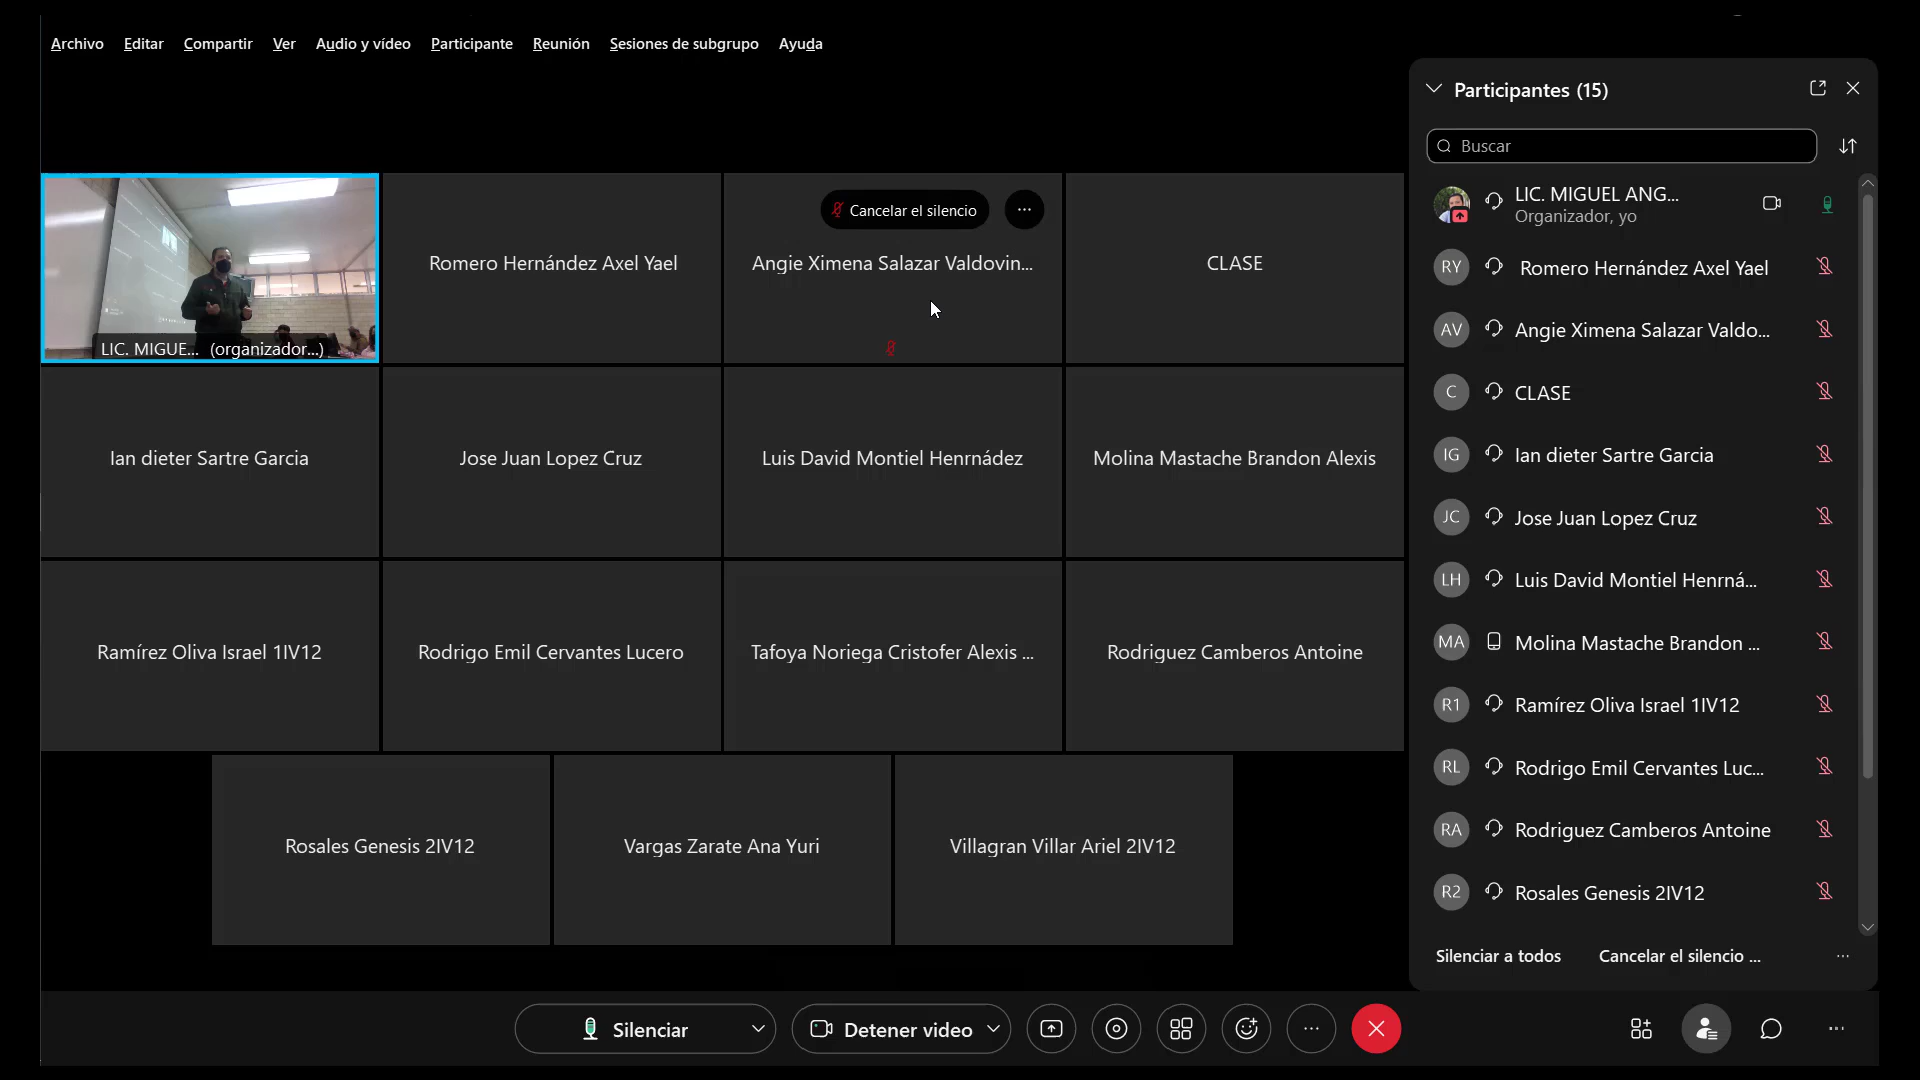 Archivo Editar Compartir Ver Audio y vídeo Participante Reunión Sesiones de subgrupo Ayuda
Participantes (15)
Buscar
LIC. MIGUE... (organizador...)
Romero Hernández Axel Yael
Cancelar el silencio
Angie Ximena Salazar Valdovin...
CLASE
Ian dieter Sartre Garcia
Jose Juan Lopez Cruz
Luis David Montiel Henrnádez
Molina Mastache Brandon Alexis
Ramírez Oliva Israel 1IV12
Rodrigo Emil Cervantes Lucero
Tafoya Noriega Cristofer Alexis ...
Rodriguez Camberos Antoine
Rosales Genesis 2IV12
Vargas Zarate Ana Yuri
Villagran Villar Ariel 2IV12
LIC. MIGUEL ANG...
Organizador, yo
RY Romero Hernández Axel Yael
AV Angie Ximena Salazar Valdo...
C CLASE
IG Ian dieter Sartre Garcia
JC Jose Juan Lopez Cruz
LH Luis David Montiel Henrná...
MA Molina Mastache Brandon ...
R1 Ramírez Oliva Israel 1IV12
RL Rodrigo Emil Cervantes Luc...
RA Rodriguez Camberos Antoine
R2 Rosales Genesis 2IV12
Silenciar a todos Cancelar el silencio ...
Silenciar Detener video